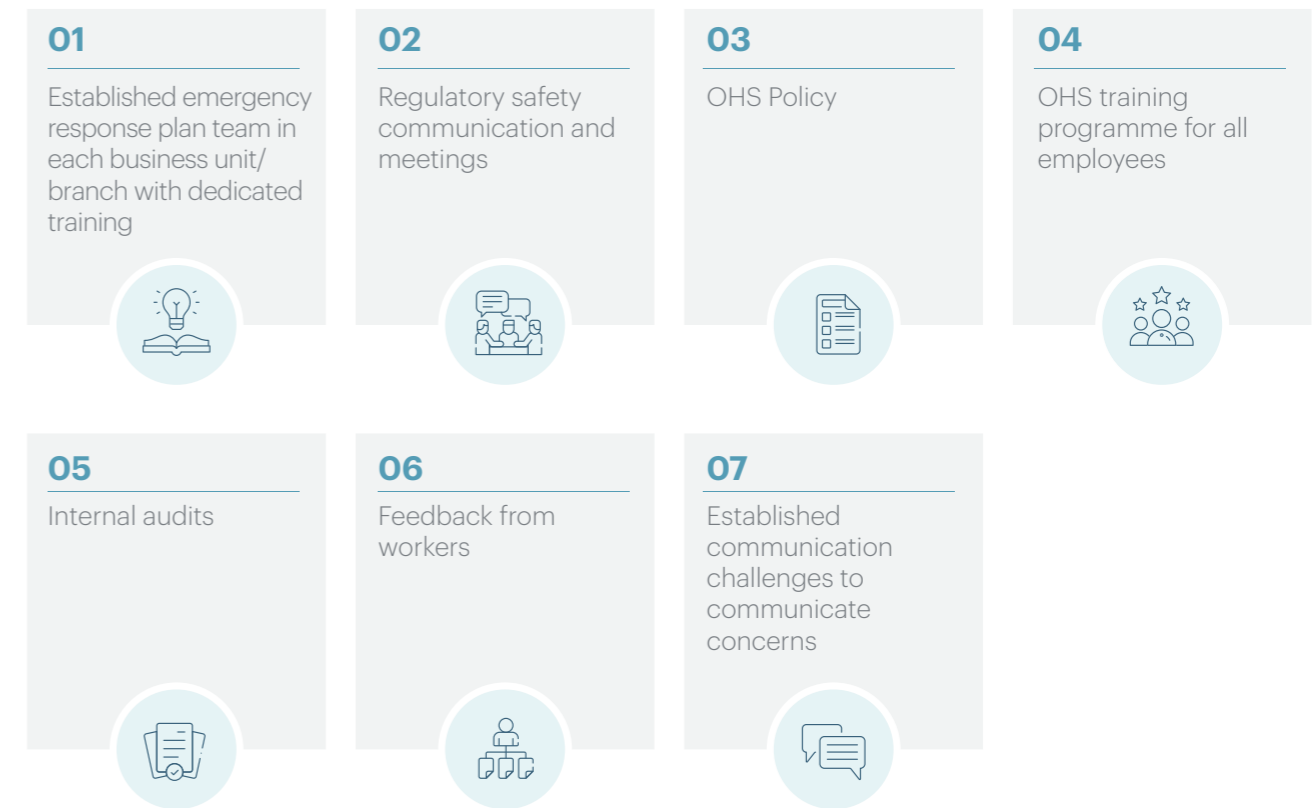 01
Established emergency
response plan team in
each business unit/
branch with dedicated
training
02
Regulatory safety
communication and
meetings
03
OHS Policy
04
OHS training
programme for all
employees
05
Internal audits
06
Feedback from
workers
07
Established
communication
challenges to
communicate
concerns